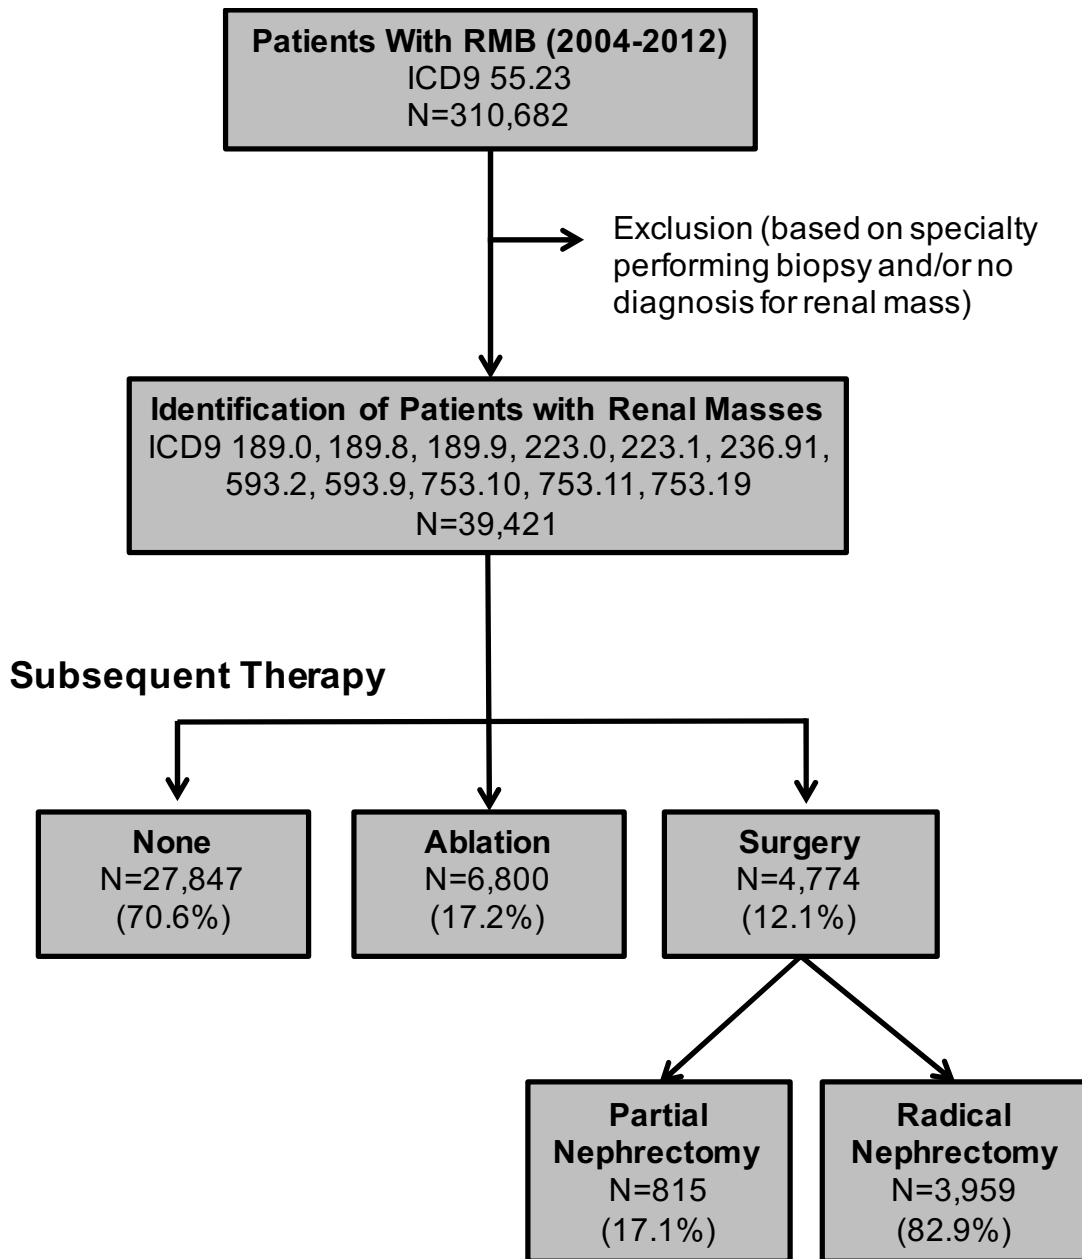 Patients With RMB (2004-2012)
ICD9 55.23
N=310,682
Exclusion (based on specialty
performing biopsy and/or no
diagnosis for renal mass)
Identification of Patients with Renal Masses
ICD9 189.0, 189.8, 189.9, 223.0, 223.1, 236.91,
593.2, 593.9, 753.10, 753.11, 753.19
N=39,421
Subsequent Therapy
None
N=27,847
(70.6%)
Ablation
N=6,800
(17.2%)
Surgery
N=4,774
(12.1%)
Partial
Nephrectomy
N=815
(17.1%)
Radical
Nephrectomy
N=3,959
(82.9%)